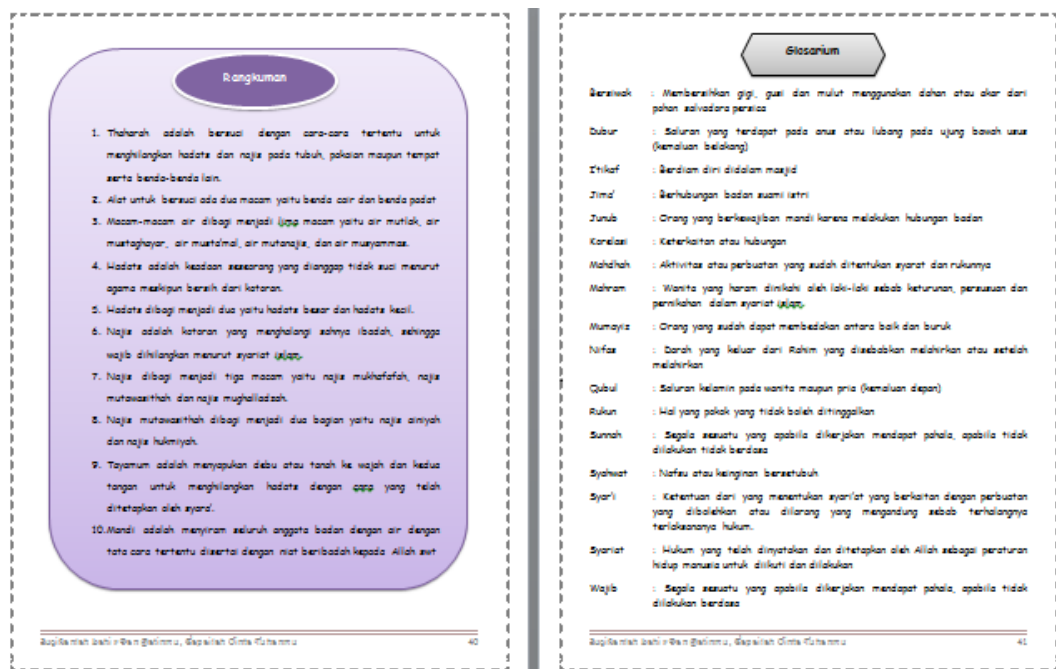 Rangkuman
1. Thaharah adalah bersuci dengan cara-cara tertentu untuk
menghilangkan hadats dan najis pada tubuh, pakaian maupun tempat
serta benda-benda lain.
2. Alat untuk bersuci ada dua macam yaitu benda cair dan benda padat
3. Macam-macam air dibagi menjadi lima macam yaitu air mutlak, air
mustaghayar, air musta'mal, air mutanajis, dan air musyammas.
4. Hadats adalah keadaan seseorang yang dianggap tidak suci menurut
agama meskipun bersih dari kotoran.
5. Hadats dibagi menjadi dua yaitu hadats besar dan hadats kecil.
6. Najis adalah kotoran yang menghalangi sahnya ibadah, sehingga
wajib dihilangkan menurut syariat islam.
7. Najis dibagi menjadi tiga macam yaitu najis mukhafafah, najis
mutawasithah dan najis mughalladzah.
8. Najis mutawasithah dibagi menjadi dua bagian yaitu najis ainiyah
dan najis hukmiyah.
9. Tayamum adalah menyapukan debu atau tanah ke wajah dan kedua
tangan untuk menghilangkan hadats dengan cara yang telah
ditetapkan oleh syara'.
10.Mandi adalah menyiram seluruh anggota badan dengan air dengan
tata cara tertentu disertai dengan niat beribadah kepada Allah swt
40
Glosarium
Bersiwak : Membersihkan gigi, gusi dan mulut menggunakan dahan atau akar dari
pohon salvadora persica
Dubur : Saluran yang terdapat pada anus atau lubang pada ujung bawah usus
(kemaluan belakang)
I'tikaf : Berdiam diri didalam masjid
Jima' : Berhubungan badan suami istri
Junub : Orang yang berkewajiban mandi karena melakukan hubungan badan
Korelasi : Keterkaitan atau hubungan
Mahdhah : Aktivitas atau perbuatan yang sudah ditentukan syarat dan rukunnya
Mahram : Wanita yang haram dinikahi oleh laki-laki sebab keturunan, persusuan dan
pernikahan dalam syariat islam.
Mumayis : Orang yang sudah dapat membedakan antara baik dan buruk
Nifas : Darah yang keluar dari Rahim yang disebabkan melahirkan atau setelah
melahirkan
Qubul : Saluran kelamin pada wanita maupun pria (kemaluan depan)
Rukun : Hal yang pokok yang tidak boleh ditinggalkan
Sunnah : Segala sesuatu yang apabila dikerjakan mendapat pahala, apabila tidak
dilakukan tidak berdosa
Syahwat : Nafsu atau keinginan bersetubuh
Syar'i : Ketentuan dari yang menentukan syari'at yang berkaitan dengan perbuatan
yang dibolehkan atau dilarang yang mengandung sebab terhalangnya
terlaksananya hukum.
Syariat : Hukum yang telah dinyatakan dan ditetapkan oleh Allah sebagai peraturan
hidup manusia untuk diikuti dan dilakukan
Wajib : Segala sesuatu yang apabila dikerjakan mendapat pahala, apabila tidak
dilakukan berdosa
41